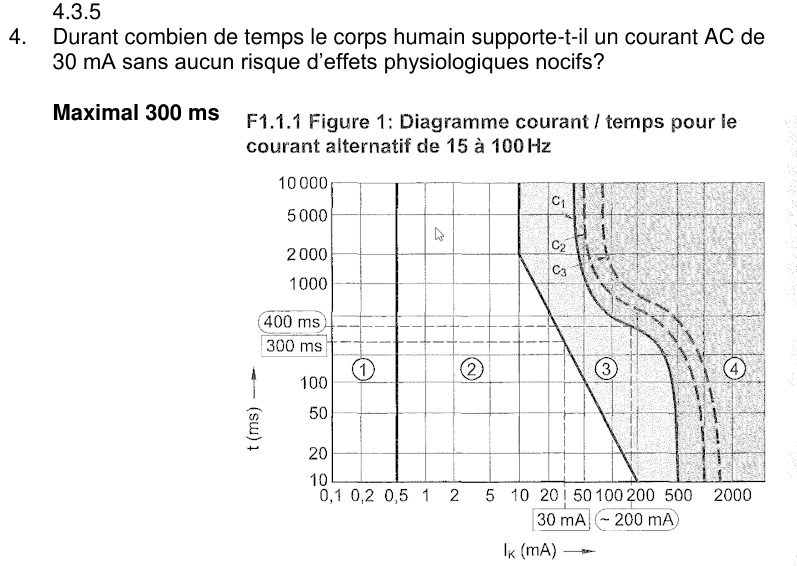 4.3.5
4. Durant combien de temps le corps humain supporte-t-il un courant AC de
30 mA sans aucun risque d'effets physiologiques nocifs?
Maximal 300 ms
F1.1.1 Figure 1: Diagramme courant / temps pour le
courant alternatif de 15 à 100 Hz
10 000
5 000
2 000
1000
400 ms
300 ms
100
50
20
10
t (ms)
C1
C2
C3
1 2 3 4
0,1 0,2 0,5 1 2 5 10 20 50 100 200 500 2000
30 mA ~ 200 mA
IK (mA)